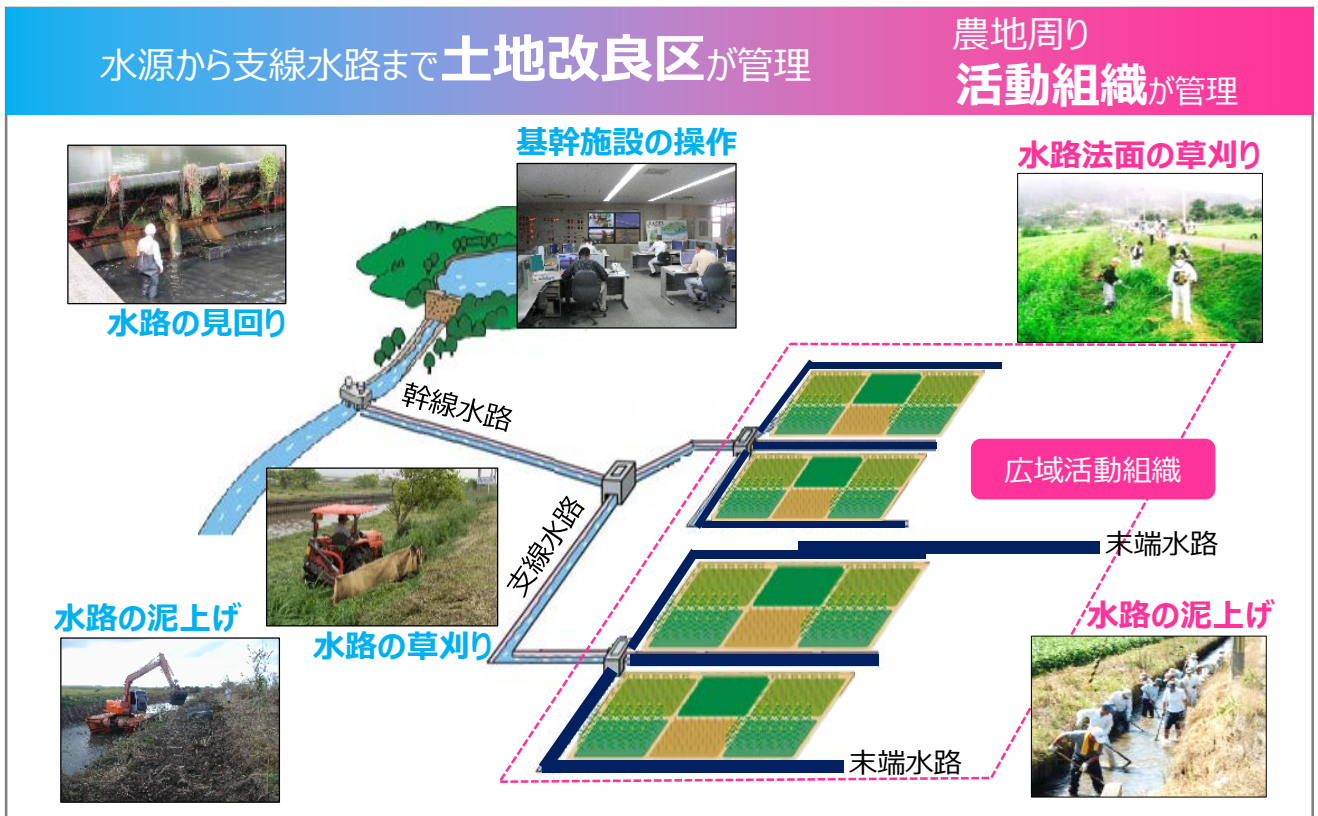 水源から支線水路まで土地改良区が管理
農地周り
活動組織が管理
基幹施設の操作
水路法面の草刈り
水路の見回り
幹線水路
広域活動組織
支線水路
末端水路
水路の泥上げ
水路の草刈り
水路の泥上げ
末端水路